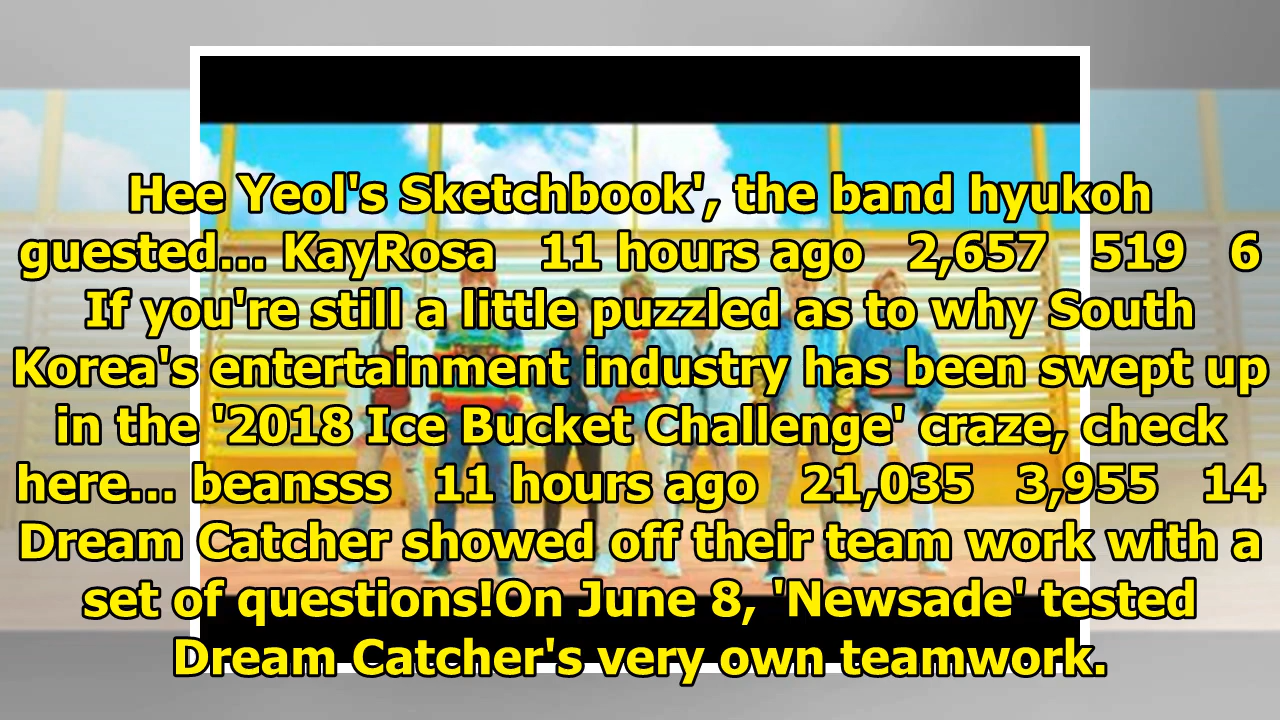 Hee Yeol's Sketchbook', the band hyukoh
guested... KayRosa 11 hours ago 2,657 519 6
If you're still a little puzzled as to why South
Korea's entertainment industry has been swept up
in the '2018 Ice Bucket Challenge' craze, check
here... beansss 11 hours ago 21,035 3,955 14
Dream Catcher showed off their team work with a
set of questions!On June 8, 'Newsade' tested
Dream Catcher's very own teamwork.